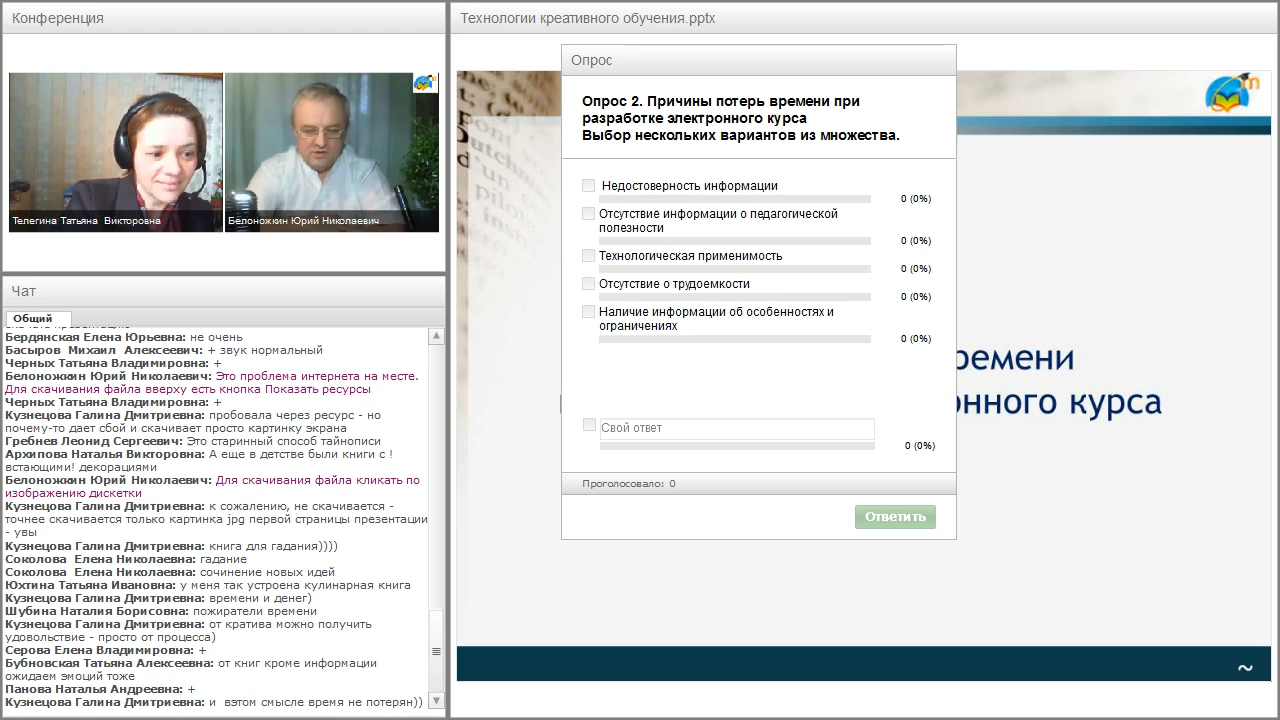 Конференция
Телегина Татьяна Викторовна
Белоножкин Юрий Николаевич
Чат
Общий
Бердянская Елена Юрьевна: не очень
Басыров Михаил Алексеевич: + звук нормальный
Черных Татьяна Владимировна: +
Белоножкин Юрий Николаевич: Это проблема интернета на месте.
Для скачивания файла вверху есть кнопка Показать ресурсы
Черных Татьяна Владимировна: +
Кузнецова Галина Дмитриевна: пробовала через ресурс - но
почему-то дает сбой и скачивает просто картинку экрана
Гребнев Леонид Сергеевич: Это старинный способ тайнописи
Архипова Наталья Викторовна: А еще в детстве были книги с !
встающими! декорациями
Белоножкин Юрий Николаевич: Для скачивания файла кликать по
изображению дискетки
Кузнецова Галина Дмитриевна: к сожалению, не скачивается -
точнее скачивается только картинка jpg первой страницы презентации
- увы
Кузнецова Галина Дмитриевна: книга для гадания))))
Соколова Елена Николаевна: гадание
Соколова Елена Николаевна: сочинение новых идей
Юхтина Татьяна Ивановна: у меня так устроена кулинарная книга
Кузнецова Галина Дмитриевна: времени и денег)
Шубина Наталия Борисовна: пожиратели времени
Кузнецова Галина Дмитриевна: от кратива можно получить
удовольствие - просто от процесса)
Серова Елена Владимировна: +
Бубновская Татьяна Алексеевна: от книг кроме информации
ожидаем эмоций тоже
Панова Наталья Андреевна: +
Кузнецова Галина Дмитриевна: и вэтом смысле время не потерян))
Технологии креативного обучения.pptx
Опрос
Опрос 2. Причины потерь времени при
разработке электронного курса
Выбор нескольких вариантов из множества.
Недостоверность информации
0 (0%)
Отсутствие информации о педагогической
полезности
0 (0%)
Технологическая применимость
0 (0%)
Отсутствие о трудоемкости
0 (0%)
Наличие информации об особенностях и
ограничениях
0 (0%)
Свой ответ
0 (0%)
Проголосовало: 0
Ответить
ремени
онного курса
~